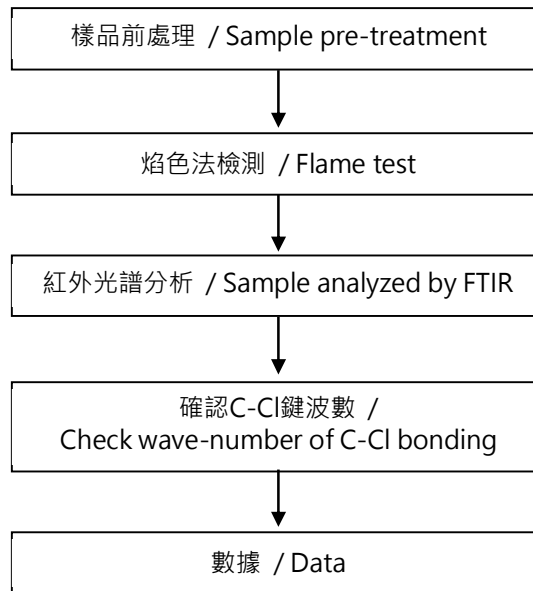 樣品前處理 / Sample pre-treatment
焰色法檢測 / Flame test
紅外光譜分析 / Sample analyzed by FTIR
確認C-Cl鍵波數 /
Check wave-number of C-Cl bonding
數據 / Data